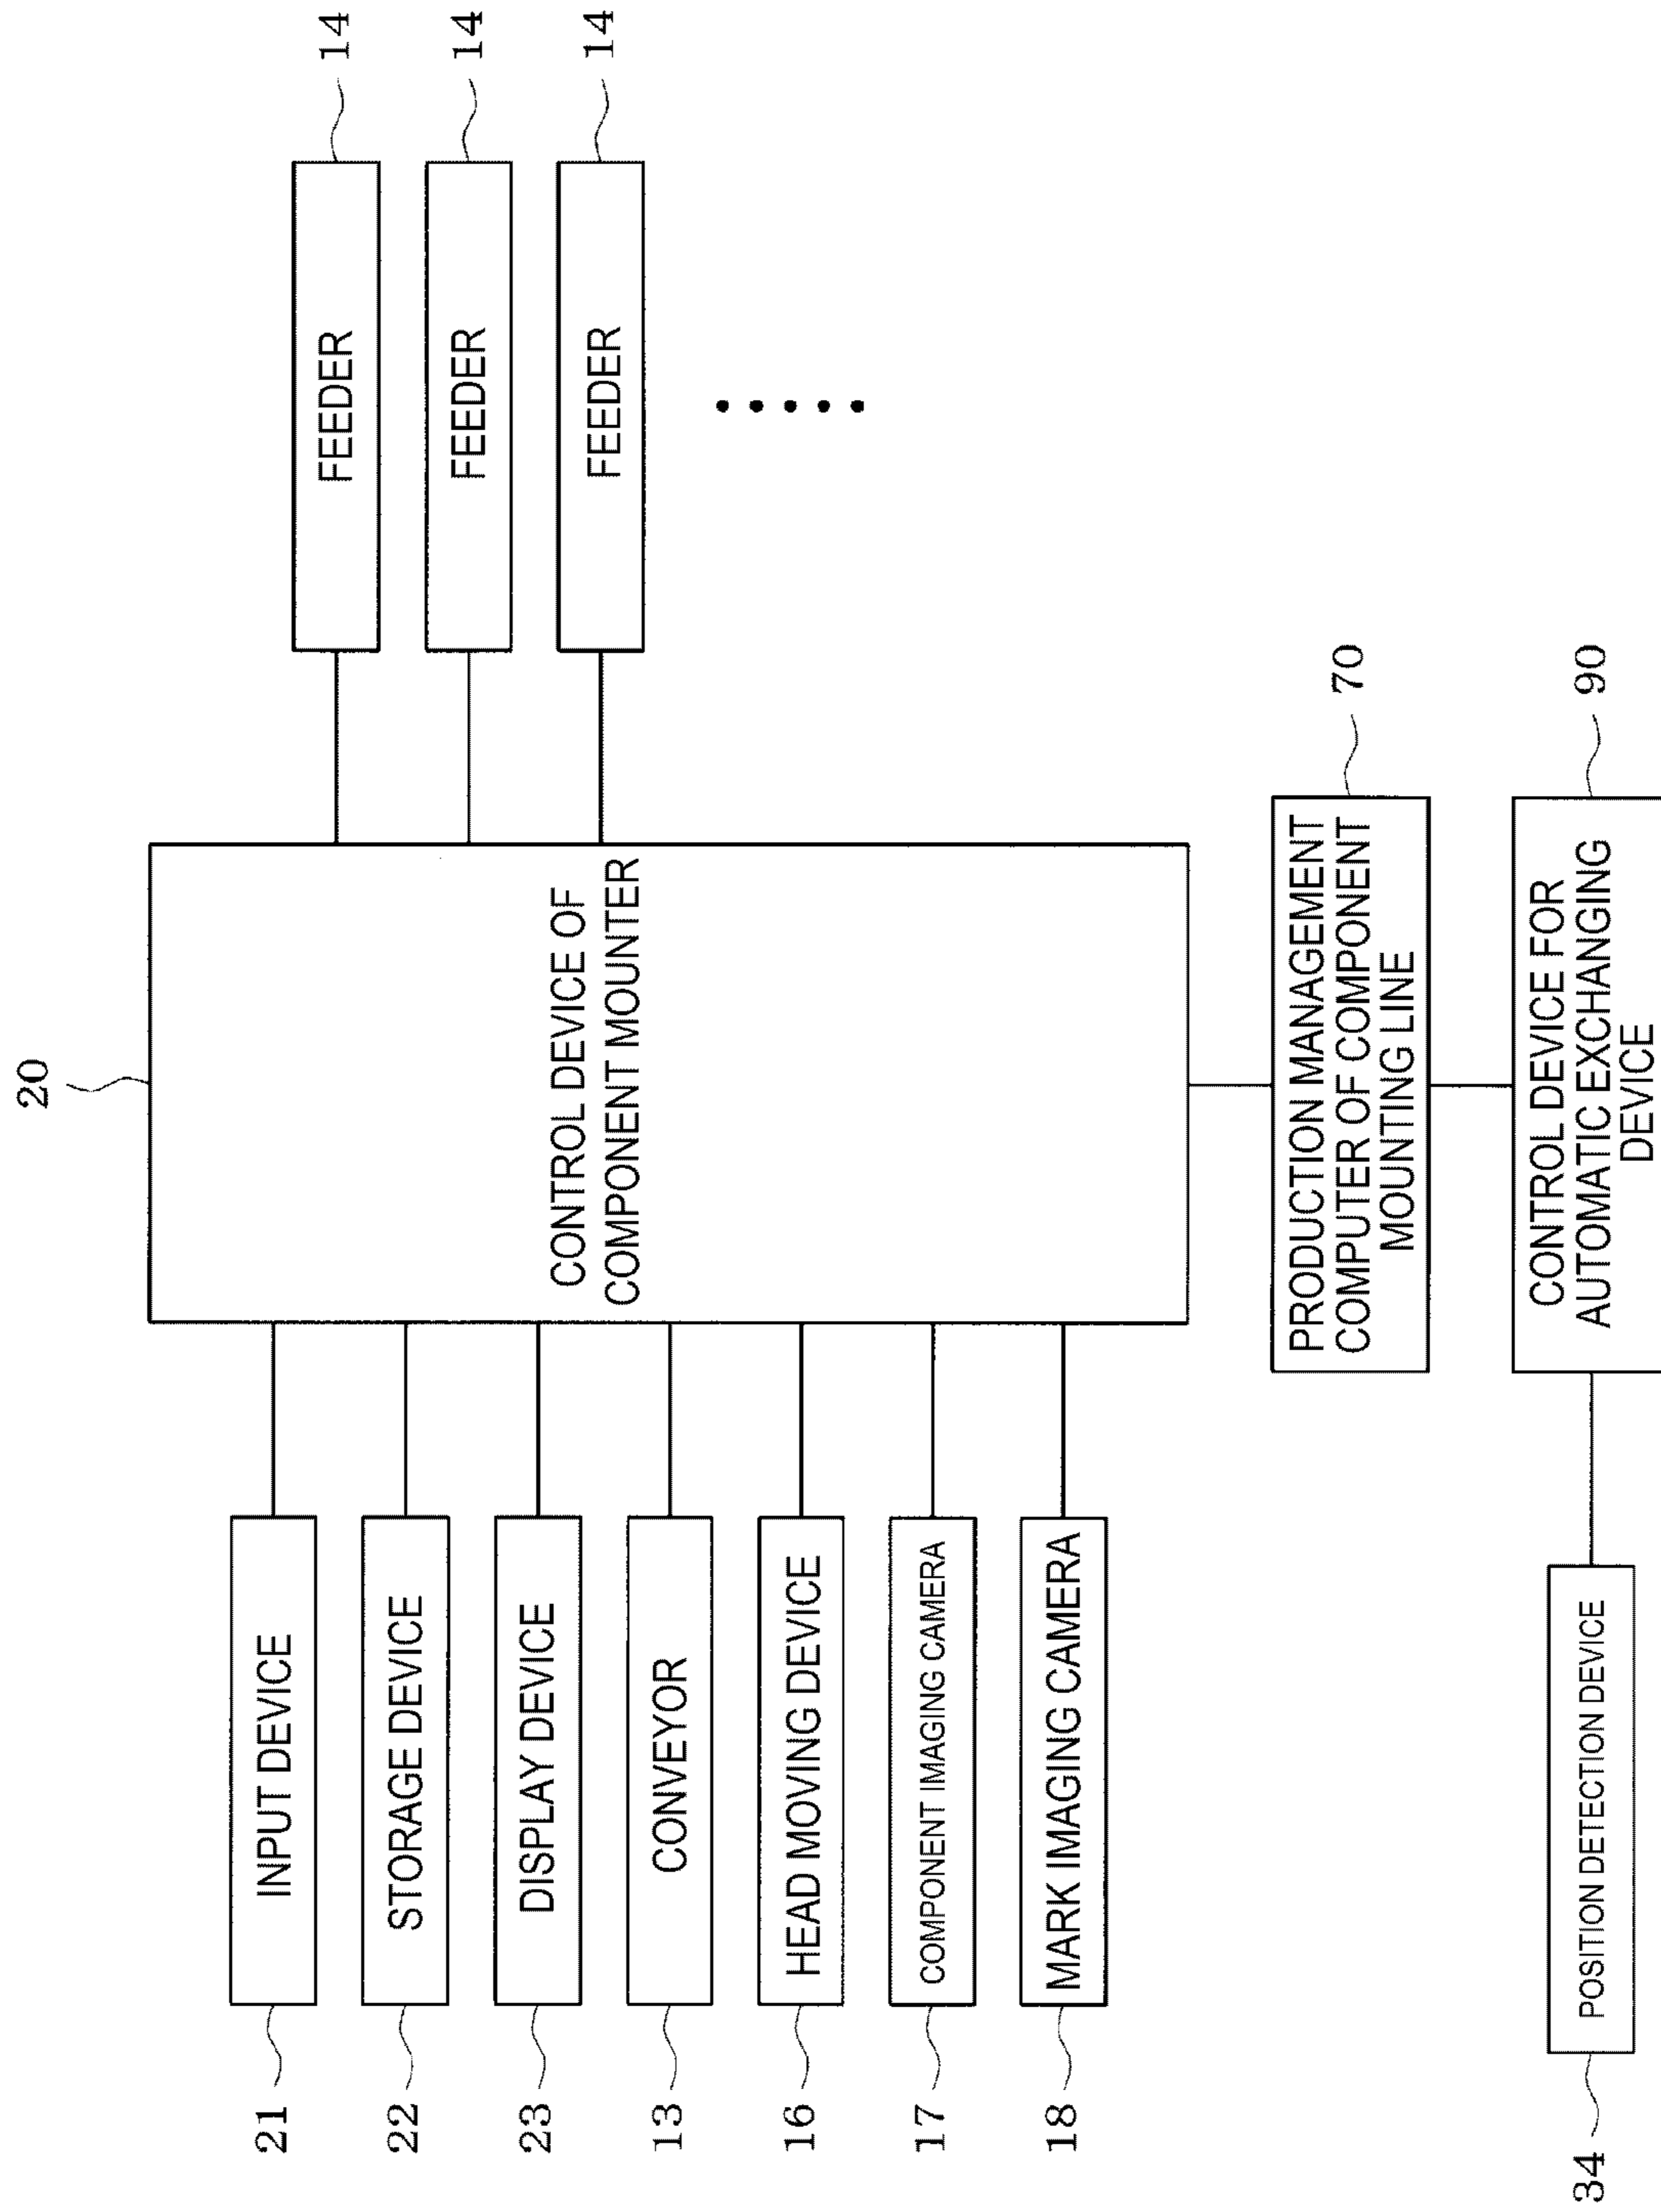 20
21
INPUT DEVICE
22
STORAGE DEVICE
23
DISPLAY DEVICE
13
CONVEYOR
16
HEAD MOVING DEVICE
17
COMPONENT IMAGING CAMERA
18
MARK IMAGING CAMERA
CONTROL DEVICE OF
COMPONENT MOUNTER
FEEDER
14
FEEDER
14
FEEDER
14
PRODUCTION MANAGEMENT
COMPUTER OF COMPONENT
MOUNTING LINE
70
34
POSITION DETECTION DEVICE
CONTROL DEVICE FOR
AUTOMATIC EXCHANGING
DEVICE
90